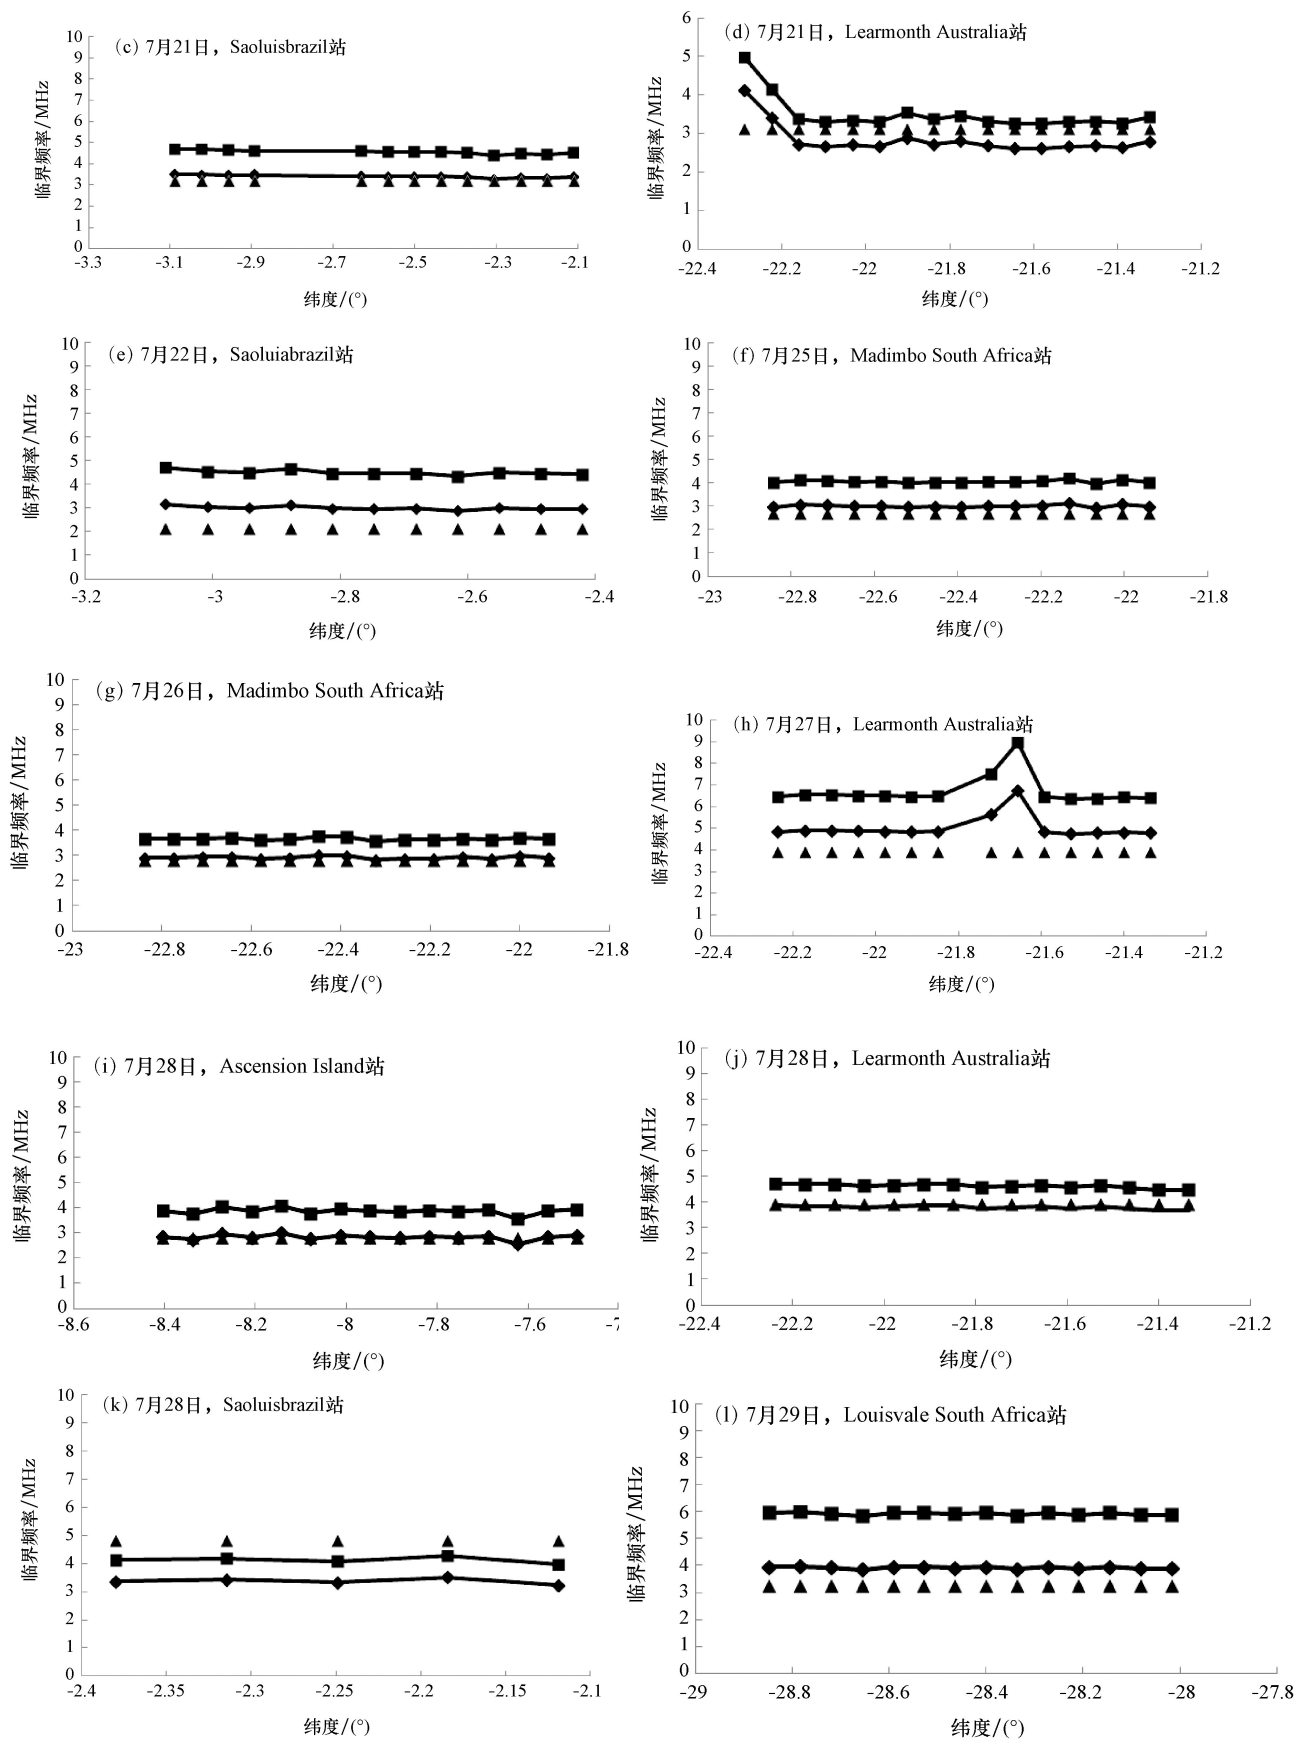 (c) 7月21日，Saoluisbrazil站
10
9
8
7
6
5
4
3
2
1
0
临界频率/MHz
-3.3 -3.1 -2.9 -2.7 -2.5 -2.3 -2.1
纬度/(°)
(d) 7月21日，Learmonth Australia站
6
5
4
3
2
1
0
临界频率/MHz
-22.4 -22.2 -22 -21.8 -21.6 -21.4 -21.2
纬度/(°)
(e) 7月22日，Saoluiabrazil站
10
9
8
7
6
5
4
3
2
1
0
临界频率/MHz
-3.2 -3 -2.8 -2.6 -2.4
纬度/(°)
(f) 7月25日，Madimbo South Africa站
10
9
8
7
6
5
4
3
2
1
0
临界频率/MHz
-23 -22.8 -22.6 -22.4 -22.2 -22 -21.8
纬度/(°)
(g) 7月26日，Madimbo South Africa站
10
9
8
7
6
5
4
3
2
1
0
临界频率/MHz
-23 -22.8 -22.6 -22.4 -22.2 -22 -21.8
纬度/(°)
(h) 7月27日，Learmonth Australia站
10
9
8
7
6
5
4
3
2
1
0
临界频率/MHz
-22.4 -22.2 -22 -21.8 -21.6 -21.4 -21.2
纬度/(°)
(i) 7月28日，Ascension Island站
10
9
8
7
6
5
4
3
2
1
0
临界频率/MHz
-8.6 -8.4 -8.2 -8 -7.8 -7.6
纬度/(°)
(j) 7月28日，Learmonth Australia站
10
9
8
7
6
5
4
3
2
1
0
临界频率/MHz
-22.4 -22.2 -22 -21.8 -21.6 -21.4 -21.2
纬度/(°)
(k) 7月28日，Saoluisbrazil站
10
9
8
7
6
5
4
3
2
1
0
临界频率/MHz
-2.4 -2.35 -2.3 -2.25 -2.2 -2.15 -2.1
纬度/(°)
(l) 7月29日，Louisvale South Africa站
10
9
8
7
6
5
4
3
2
1
0
临界频率/MHz
-29 -28.8 -28.6 -28.4 -28.2 -28 -27.8
纬度/(°)